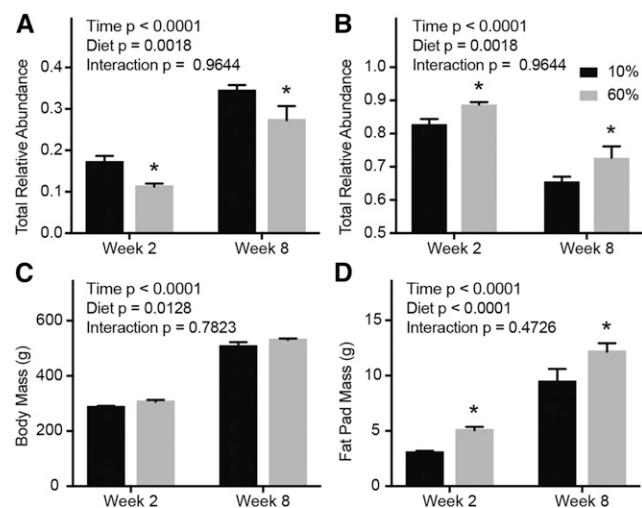 A
Time p < 0.0001
Diet p = 0.0018
Interaction p = 0.9644
Total Relative Abundance
0.4
0.3
0.2
0.1
0.0
*
*
Week 2
Week 8
B
Time p < 0.0001
Diet p = 0.0018
Interaction p = 0.9644
10%
60%
Total Relative Abundance
1.0
0.9
0.8
0.7
0.6
0.5
*
*
Week 2
Week 8
C
Time p < 0.0001
Diet p = 0.0128
Interaction p = 0.7823
Body Mass (g)
600
400
200
0
Week 2
Week 8
D
Time p < 0.0001
Diet p < 0.0001
Interaction p = 0.4726
Fat Pad Mass (g)
15
10
5
0
*
*
Week 2
Week 8